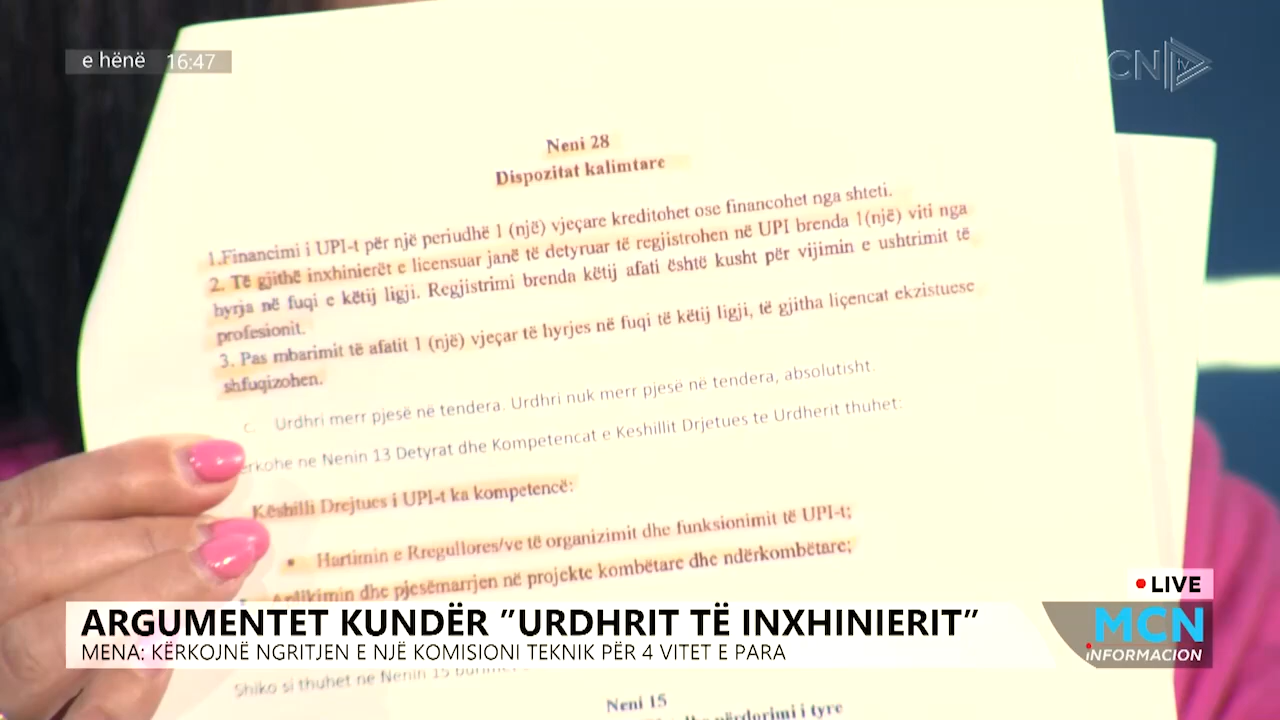 e hënë 16:47
CN tv
Neni 28
Dispozitat kalimtare
1.Financimi i UPI-t për një periudhë 1 (një) vjeçare kreditohet ose financohet nga shteti.
2. Të gjithë inxhinierët e licensuar janë të detyruar të regjistrohen në UPI brenda 1(një) viti nga
hyrja në fuqi e këtij ligji. Regjistrimi brenda këtij afati është kusht për vijimin e ushtrimit të
profesionit.
3. Pas mbarimit të afatit 1 (një) vjeçar të hyrjes në fuqi të këtij ligji, të gjitha liçencat ekzistuese
shfuqizohen.
c. Urdhri merr pjesë në tendera. Urdhri nuk merr pjesë në tendera, absolutisht.
erkohe ne Nenin 13 Detyrat dhe Kompetencat e Keshillit Drjetues te Urdherit thuhet:
Këshilli Drejtues i UPI-t ka kompetencë:
• Hartimin e Rregullores/ve të organizimit dhe funksionimit të UPI-t;
dhe pjesëmarrjen në projekte kombëtare dhe ndërkombëtare;
LIVE
ARGUMENTET KUNDËR ”URDHRIT TË INXHINIERIT”
MENA: KËRKOJNË NGRITJEN E NJË KOMISIONI TEKNIK PËR 4 VITET E PARA
MCN
INFORMACION
Shiko si thuhet ne Nenin 15
Neni 15
përdorimi i tyre